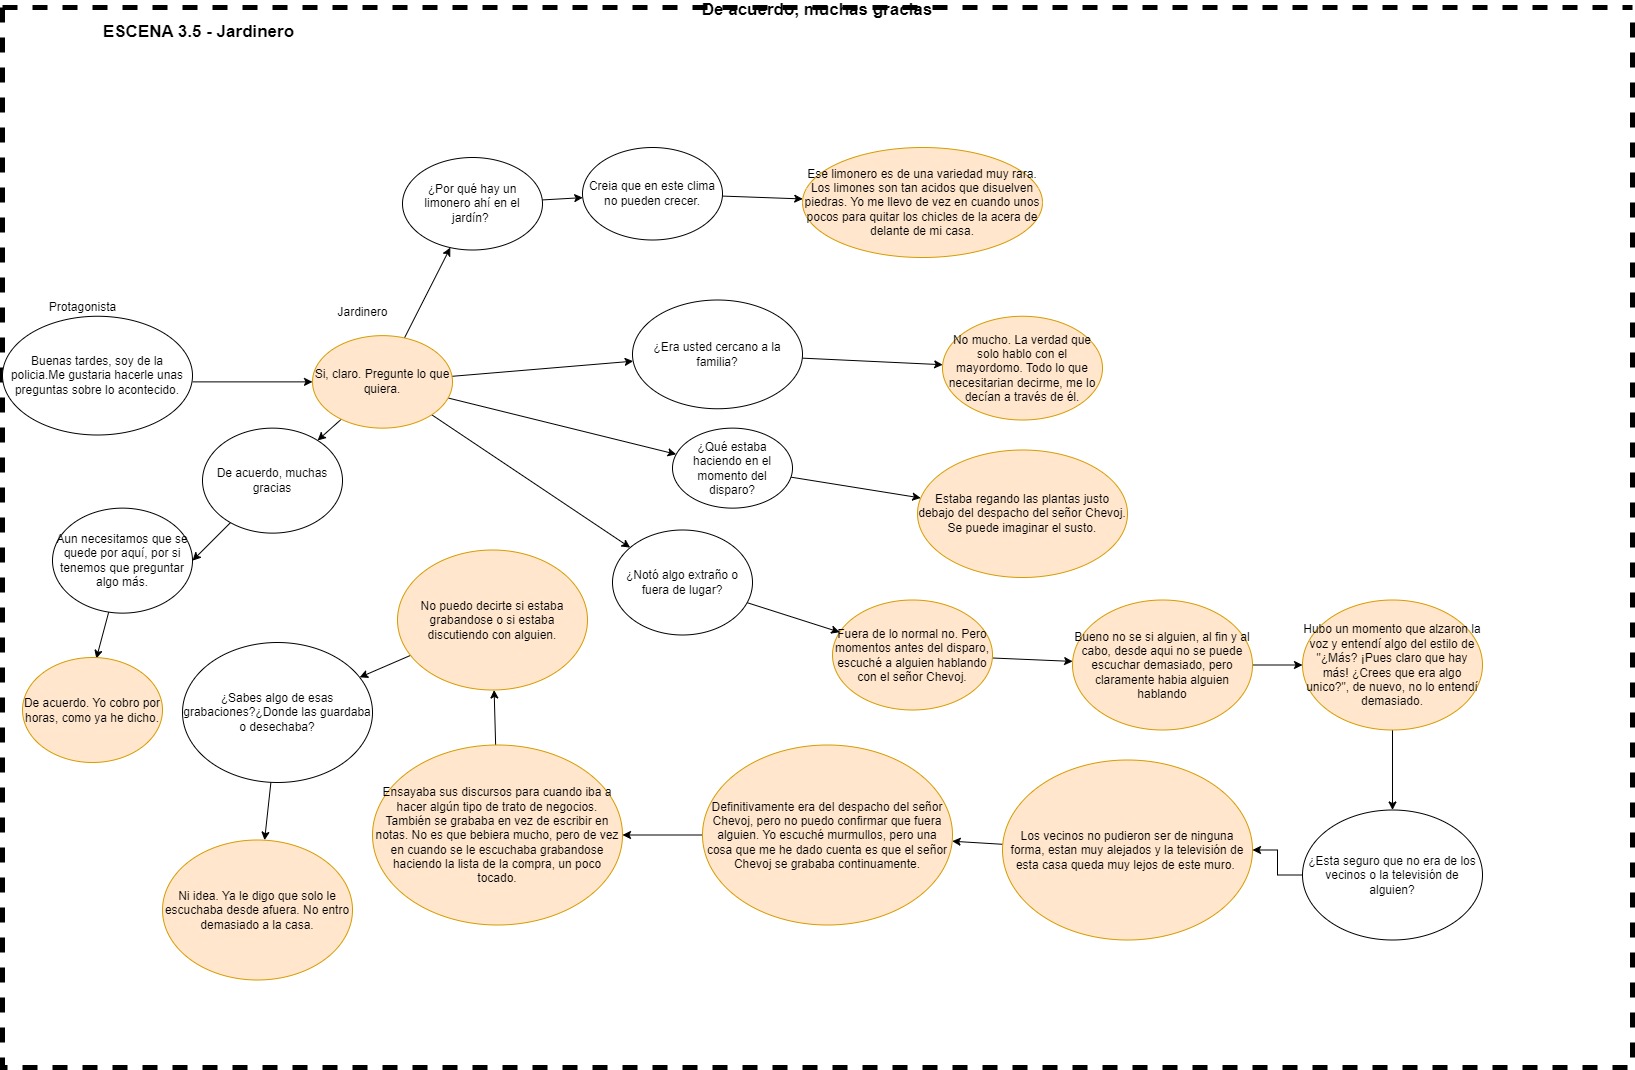 De acuerdo, muchas gracias
ESCENA 3.5 - Jardinero
¿Por qué hay un
limonero ahí en el
jardín?
Creia que en este clima
no pueden crecer.
Ese limonero es de una variedad muy rara.
Los limones son tan acidos que disuelven
piedras. Yo me llevo de vez en cuando unos
pocos para quitar los chicles de la acera de
delante de mi casa.
Protagonista
Buenas tardes, soy de la
policia.Me gustaria hacerle unas
preguntas sobre lo acontecido.
Jardinero
Si, claro. Pregunte lo que
quiera.
¿Era usted cercano a la
familia?
No mucho. La verdad que
solo hablo con el
mayordomo. Todo lo que
necesitarian decirme, me lo
decían a través de él.
¿Qué estaba
haciendo en el
momento del
disparo?
Estaba regando las plantas justo
debajo del despacho del señor Chevoj.
Se puede imaginar el susto.
De acuerdo, muchas
gracias
Aun necesitamos que se
quede por aquí, por si
tenemos que preguntar
algo más.
De acuerdo. Yo cobro por
horas, como ya he dicho.
¿Notó algo extraño o
fuera de lugar?
Fuera de lo normal no. Pero
momentos antes del disparo,
escuché a alguien hablando
con el señor Chevoj.
Bueno no se si alguien, al fin y al
cabo, desde aqui no se puede
escuchar demasiado, pero
claramente habia alguien
hablando
Hubo un momento que alzaron la
voz y entendí algo del estilo de
"¿Más? ¡Pues claro que hay
más! ¿Crees que era algo
unico?", de nuevo, no lo entendí
demasiado.
¿Esta seguro que no era de los
vecinos o la televisión de
alguien?
Los vecinos no pudieron ser de ninguna
forma, estan muy alejados y la televisión de
esta casa queda muy lejos de este muro.
Definitivamente era del despacho del señor
Chevoj, pero no puedo confirmar que fuera
alguien. Yo escuché murmullos, pero una
cosa que me he dado cuenta es que el señor
Chevoj se grababa continuamente.
Ensayaba sus discursos para cuando iba a
hacer algún tipo de trato de negocios.
También se grababa en vez de escribir en
notas. No es que bebiera mucho, pero de vez
en cuando se le escuchaba grabandose
haciendo la lista de la compra, un poco
tocado.
No puedo decirte si estaba
grabandose o si estaba
discutiendo con alguien.
¿Sabes algo de esas
grabaciones?¿Donde las guardaba
o desechaba?
Ni idea. Ya le digo que solo le
escuchaba desde afuera. No entro
demasiado a la casa.